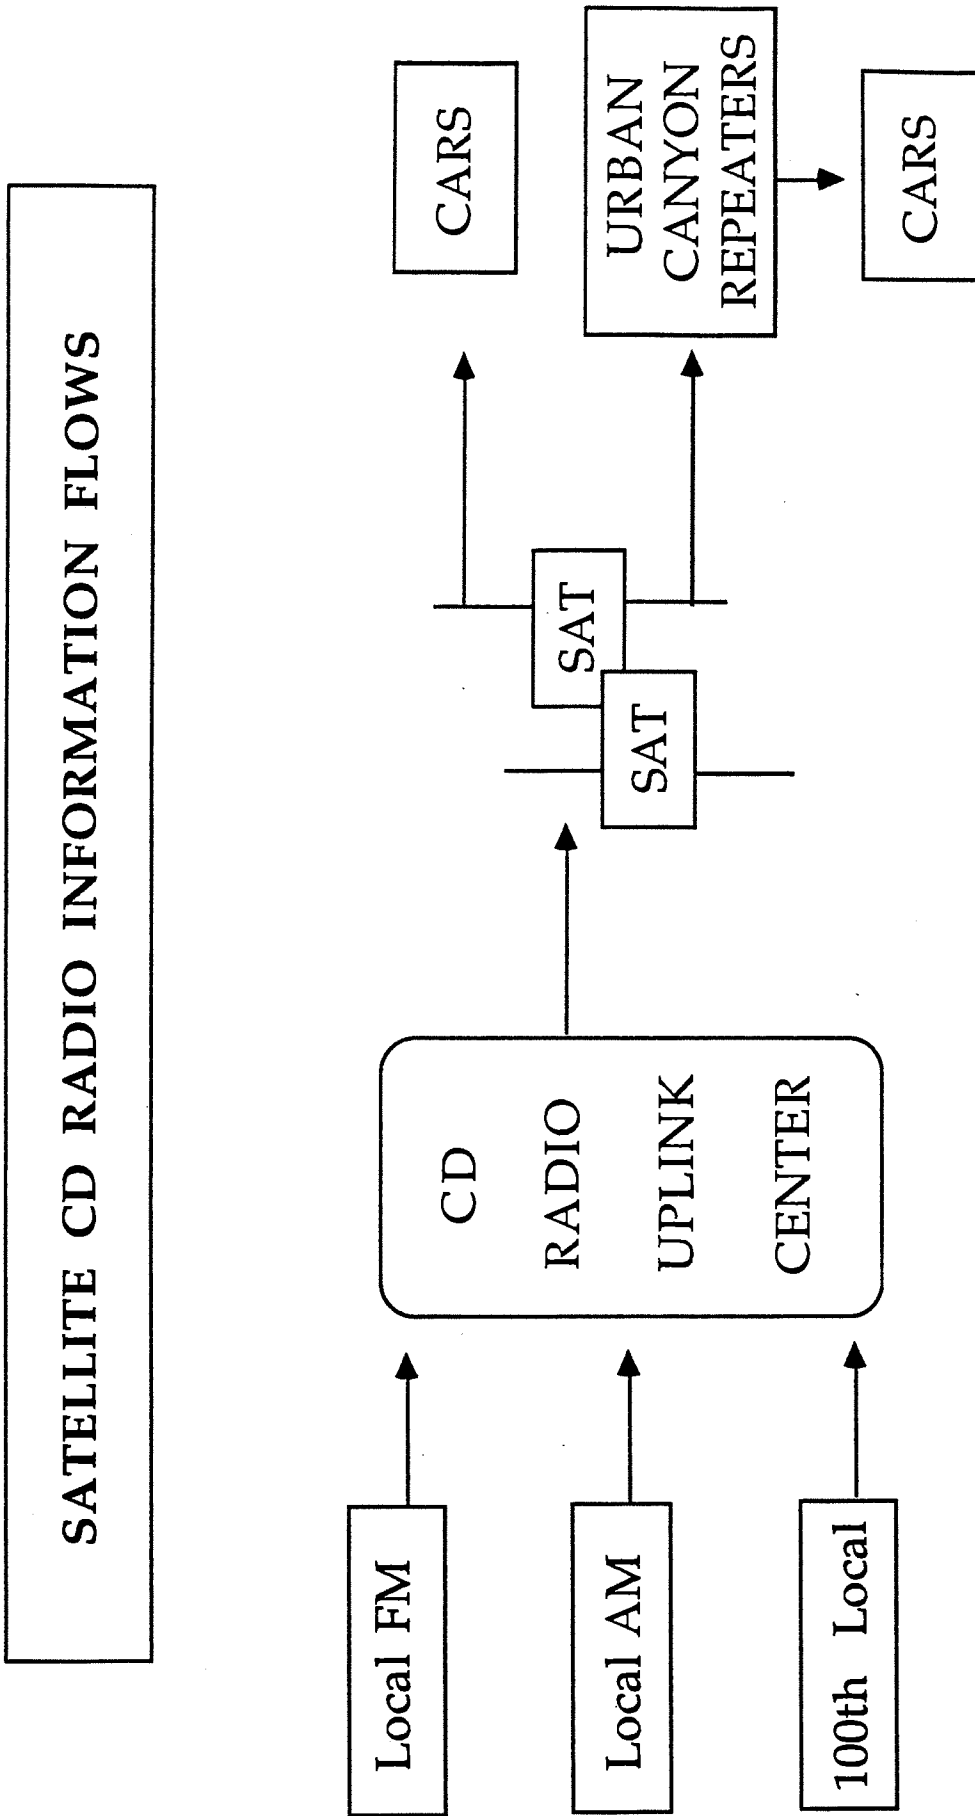 SATELLITE CD RADIO INFORMATION FLOWS
Local FM
Local AM
100th Local
CD
RADIO
UPLINK
CENTER
SAT
SAT
CARS
URBAN
CANYON
REPEATERS
CARS